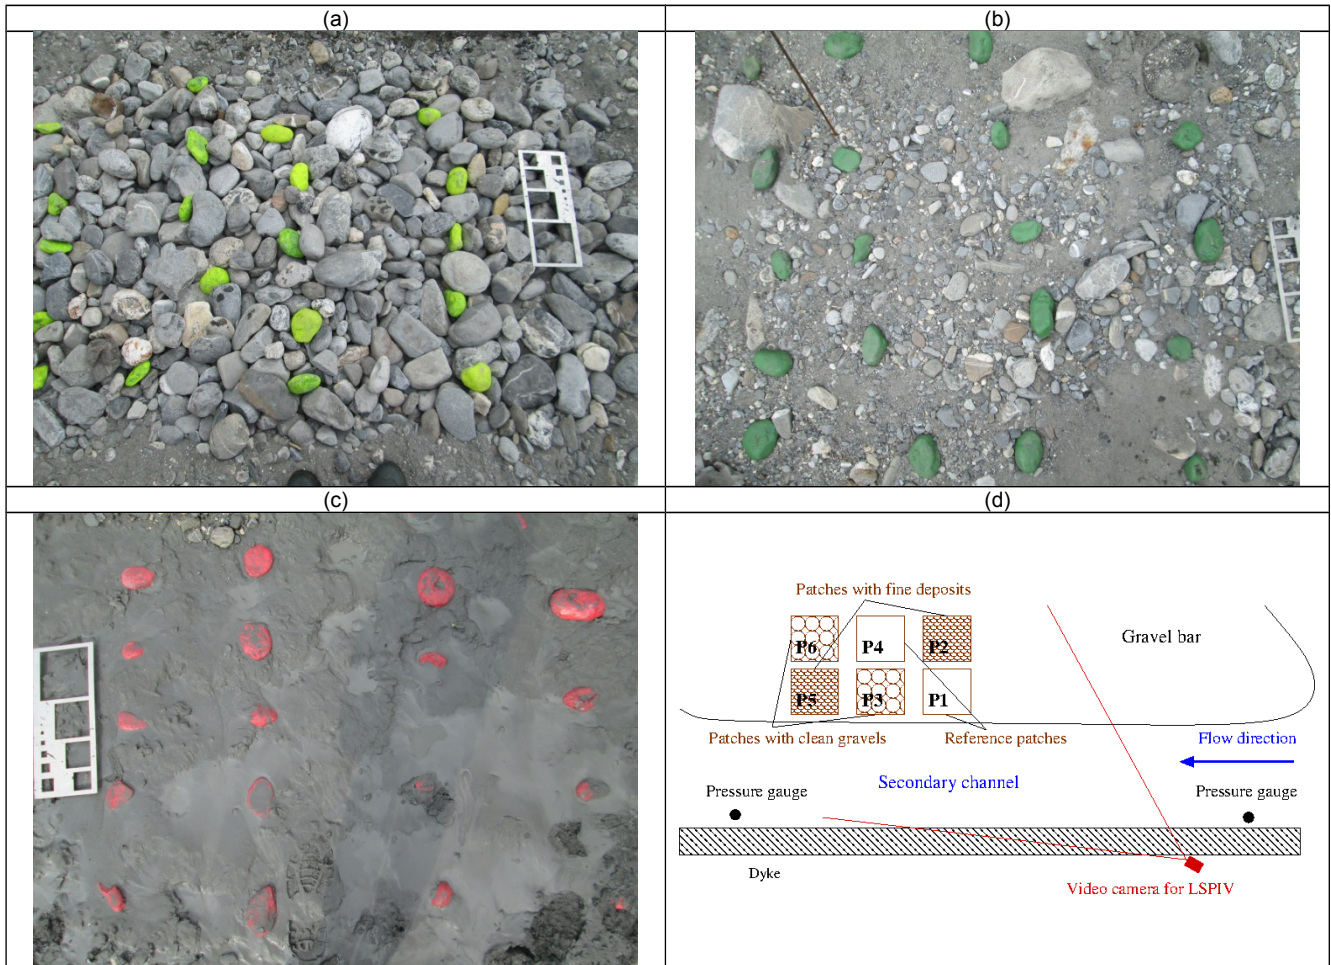 (a)
(b)
(c)
(d)
Patches with fine deposits
Gravel bar
P6
P4
P2
P5
P3
P1
Patches with clean gravels
Reference patches
Flow direction
Secondary channel
Pressure gauge
Pressure gauge
Dyke
Video camera for LSPIV